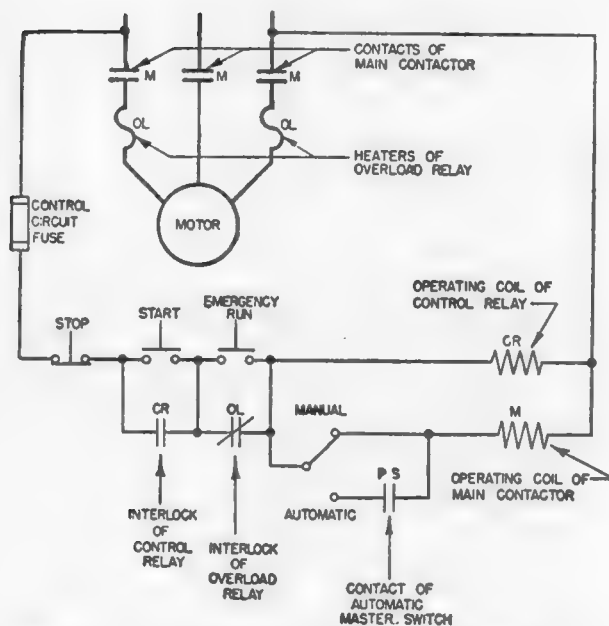 CONTACTS OF
MAIN CONTACTOR
M
M
M
OL
OL
HEATERS OF
OVERLOAD RELAY
MOTOR
CONTROL
CIRCUIT
FUSE
OPERATING COIL OF
CONTROL RELAY
STOP
START
EMERGENCY
RUN
CR
CR
OL
MANUAL
M
P S
AUTOMATIC
OPERATING COIL OF
MAIN CONTACTOR
INTERLOCK
OF
CONTROL
RELAY
INTERLOCK
OF
OVERLOAD
RELAY
CONTACT OF
AUTOMATIC
MASTER. SWITCH